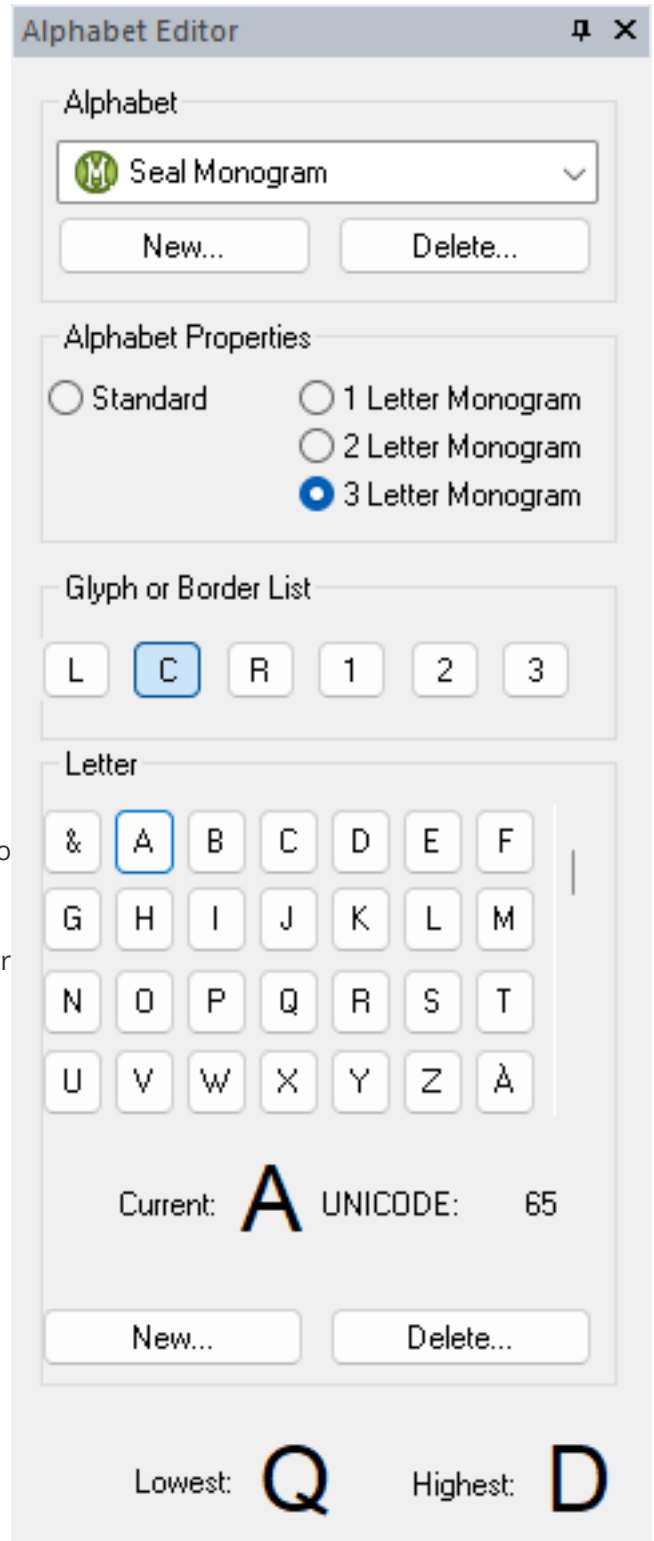 Alphabet Editor
Alphabet
Seal Monogram
New... Delete...
Alphabet Properties
Standard 1 Letter Monogram
2 Letter Monogram
3 Letter Monogram
Glyph or Border List
L C R 1 2 3
Letter
& A B C D E F
o
G H I J K L M
r
N O P Q R S T
U V W X Y Z À
Current: A UNICODE: 65
New... Delete...
Lowest: Q Highest: D